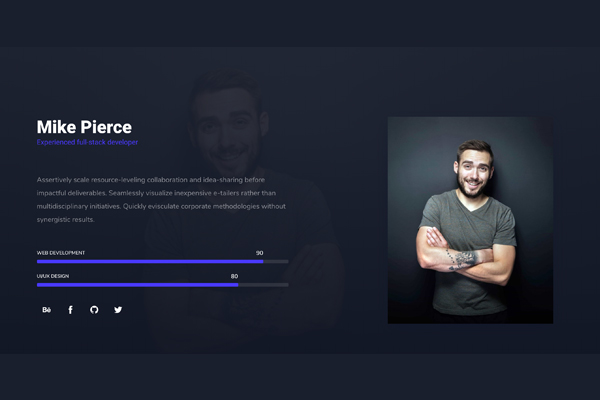 Mike Pierce
Experienced full-stack developer
Assertively scale resource-leveling collaboration and idea-sharing before
impactful deliverables. Seamlessly visualize inexpensive e-tailers rather than
multidisciplinary initiatives. Quickly evisculate corporate methodologies without
synergistic results.
WEB DEVELOPMENT 90
UI/UX DESIGN 80
Bē